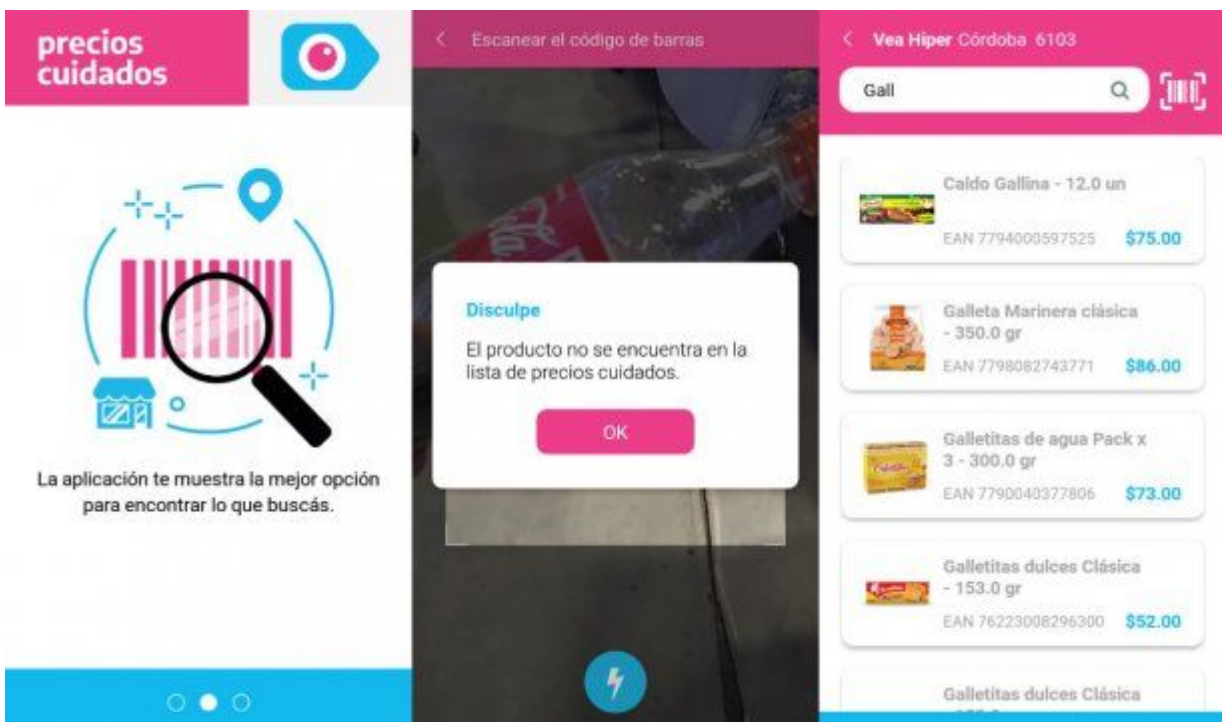 precios
cuidados
La aplicación te muestra la mejor opción
para encontrar lo que buscás.
Escanear el código de barras
Disculpe
El producto no se encuentra en la
lista de precios cuidados.
OK
Vea Hiper Córdoba 6103
Gall
Caldo Gallina - 12.0 un
EAN 7794000597525 $75.00
Galleta Marinera clásica
- 350.0 gr
EAN 7798082743771 $86.00
Galletitas de agua Pack x
3 - 300.0 gr
EAN 7790040377806 $73.00
Galletitas dulces Clásica
- 153.0 gr
EAN 76223008296300 $52.00
Galletitas dulces Clásica